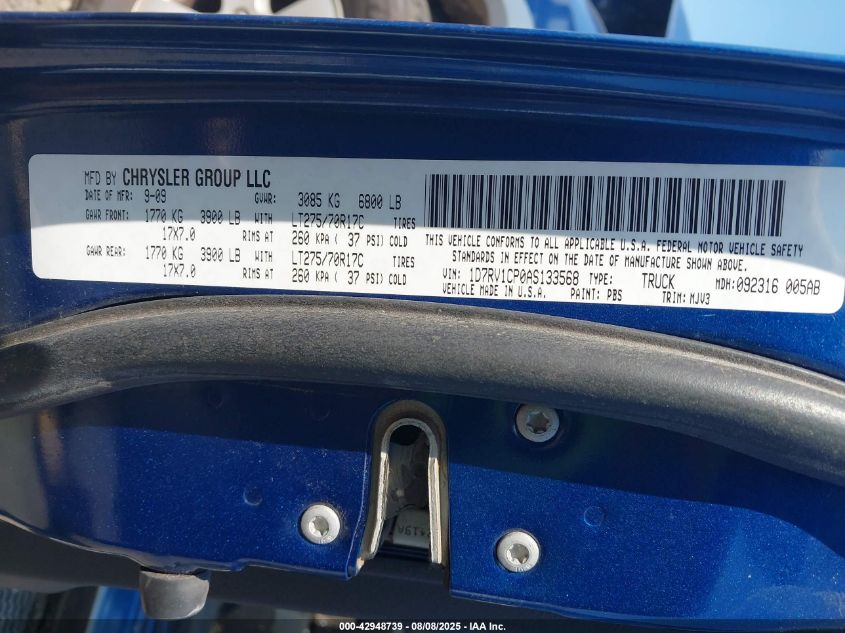 MFD BY CHRYSLER GROUP LLC
DATE OF MFR: 9-09 GVWR: 3085 KG 6800 LB
GAWR FRONT: 1770 KG 3900 LB WITH LT275/70R17C TIRES
17X7.0 RIMS AT 260 KPA ( 37 PSI) COLD
GAWR REAR: 1770 KG 3900 LB WITH LT275/70R17C TIRES
17X7.0 RIMS AT 260 KPA ( 37 PSI) COLD
THIS VEHICLE CONFORMS TO ALL APPLICABLE U.S.A. FEDERAL MOTOR VEHICLE SAFETY
STANDARDS IN EFFECT ON THE DATE OF MANUFACTURE SHOWN ABOVE.
VIN: 1D7RV1CP0AS133568 TYPE: TRUCK MDH: 092316 005AB
VEHICLE MADE IN U.S.A. PAINT: PBS TRIM: MJV3
000-42948739 - 08/08/2025 - IAA Inc.